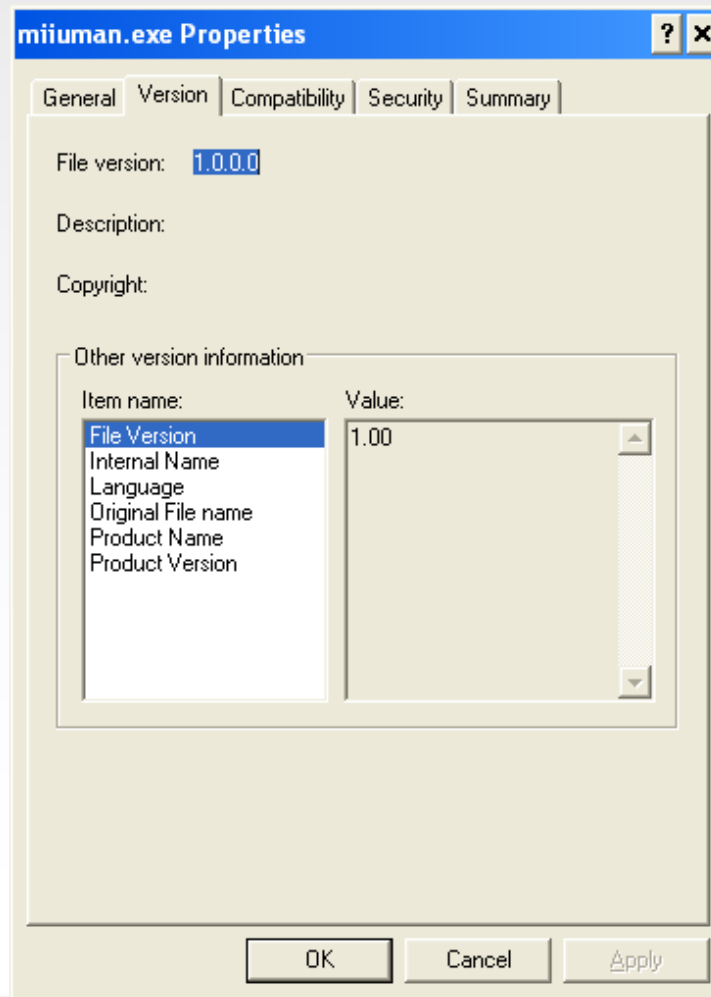 miiuman.exe Properties
General Version Compatibility Security Summary
File version: 1.0.0.0
Description:
Copyright:
Other version information
Item name: Value:
File Version 1.00
Internal Name
Language
Original File name
Product Name
Product Version
OK Cancel Apply